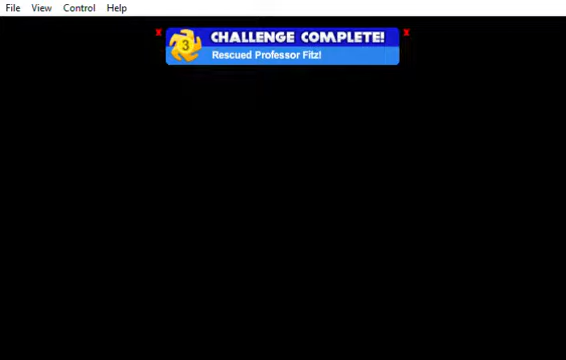 File View Control Help
3 CHALLENGE COMPLETE!
Rescued Professor Fitz!